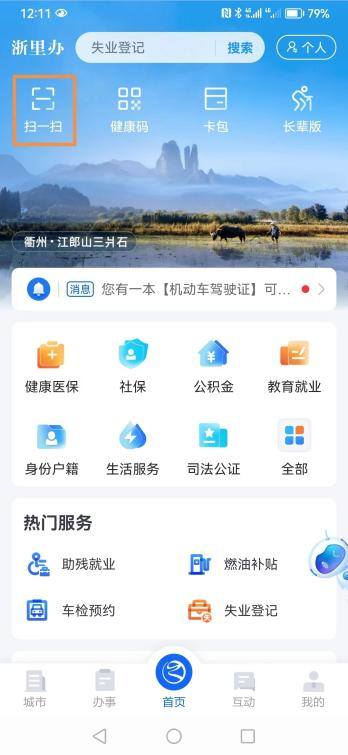 12:11 79%
浙里办 失业登记 搜索 个人
扫一扫 健康码 卡包 长辈版
衢州·江郎山三爿石
消息 您有一本【机动车驾驶证】可...
健康医保 社保 公积金 教育就业
身份户籍 生活服务 司法公证 全部
热门服务
助残就业 燃油补贴
车检预约 失业登记
城市 办事 首页 互动 我的